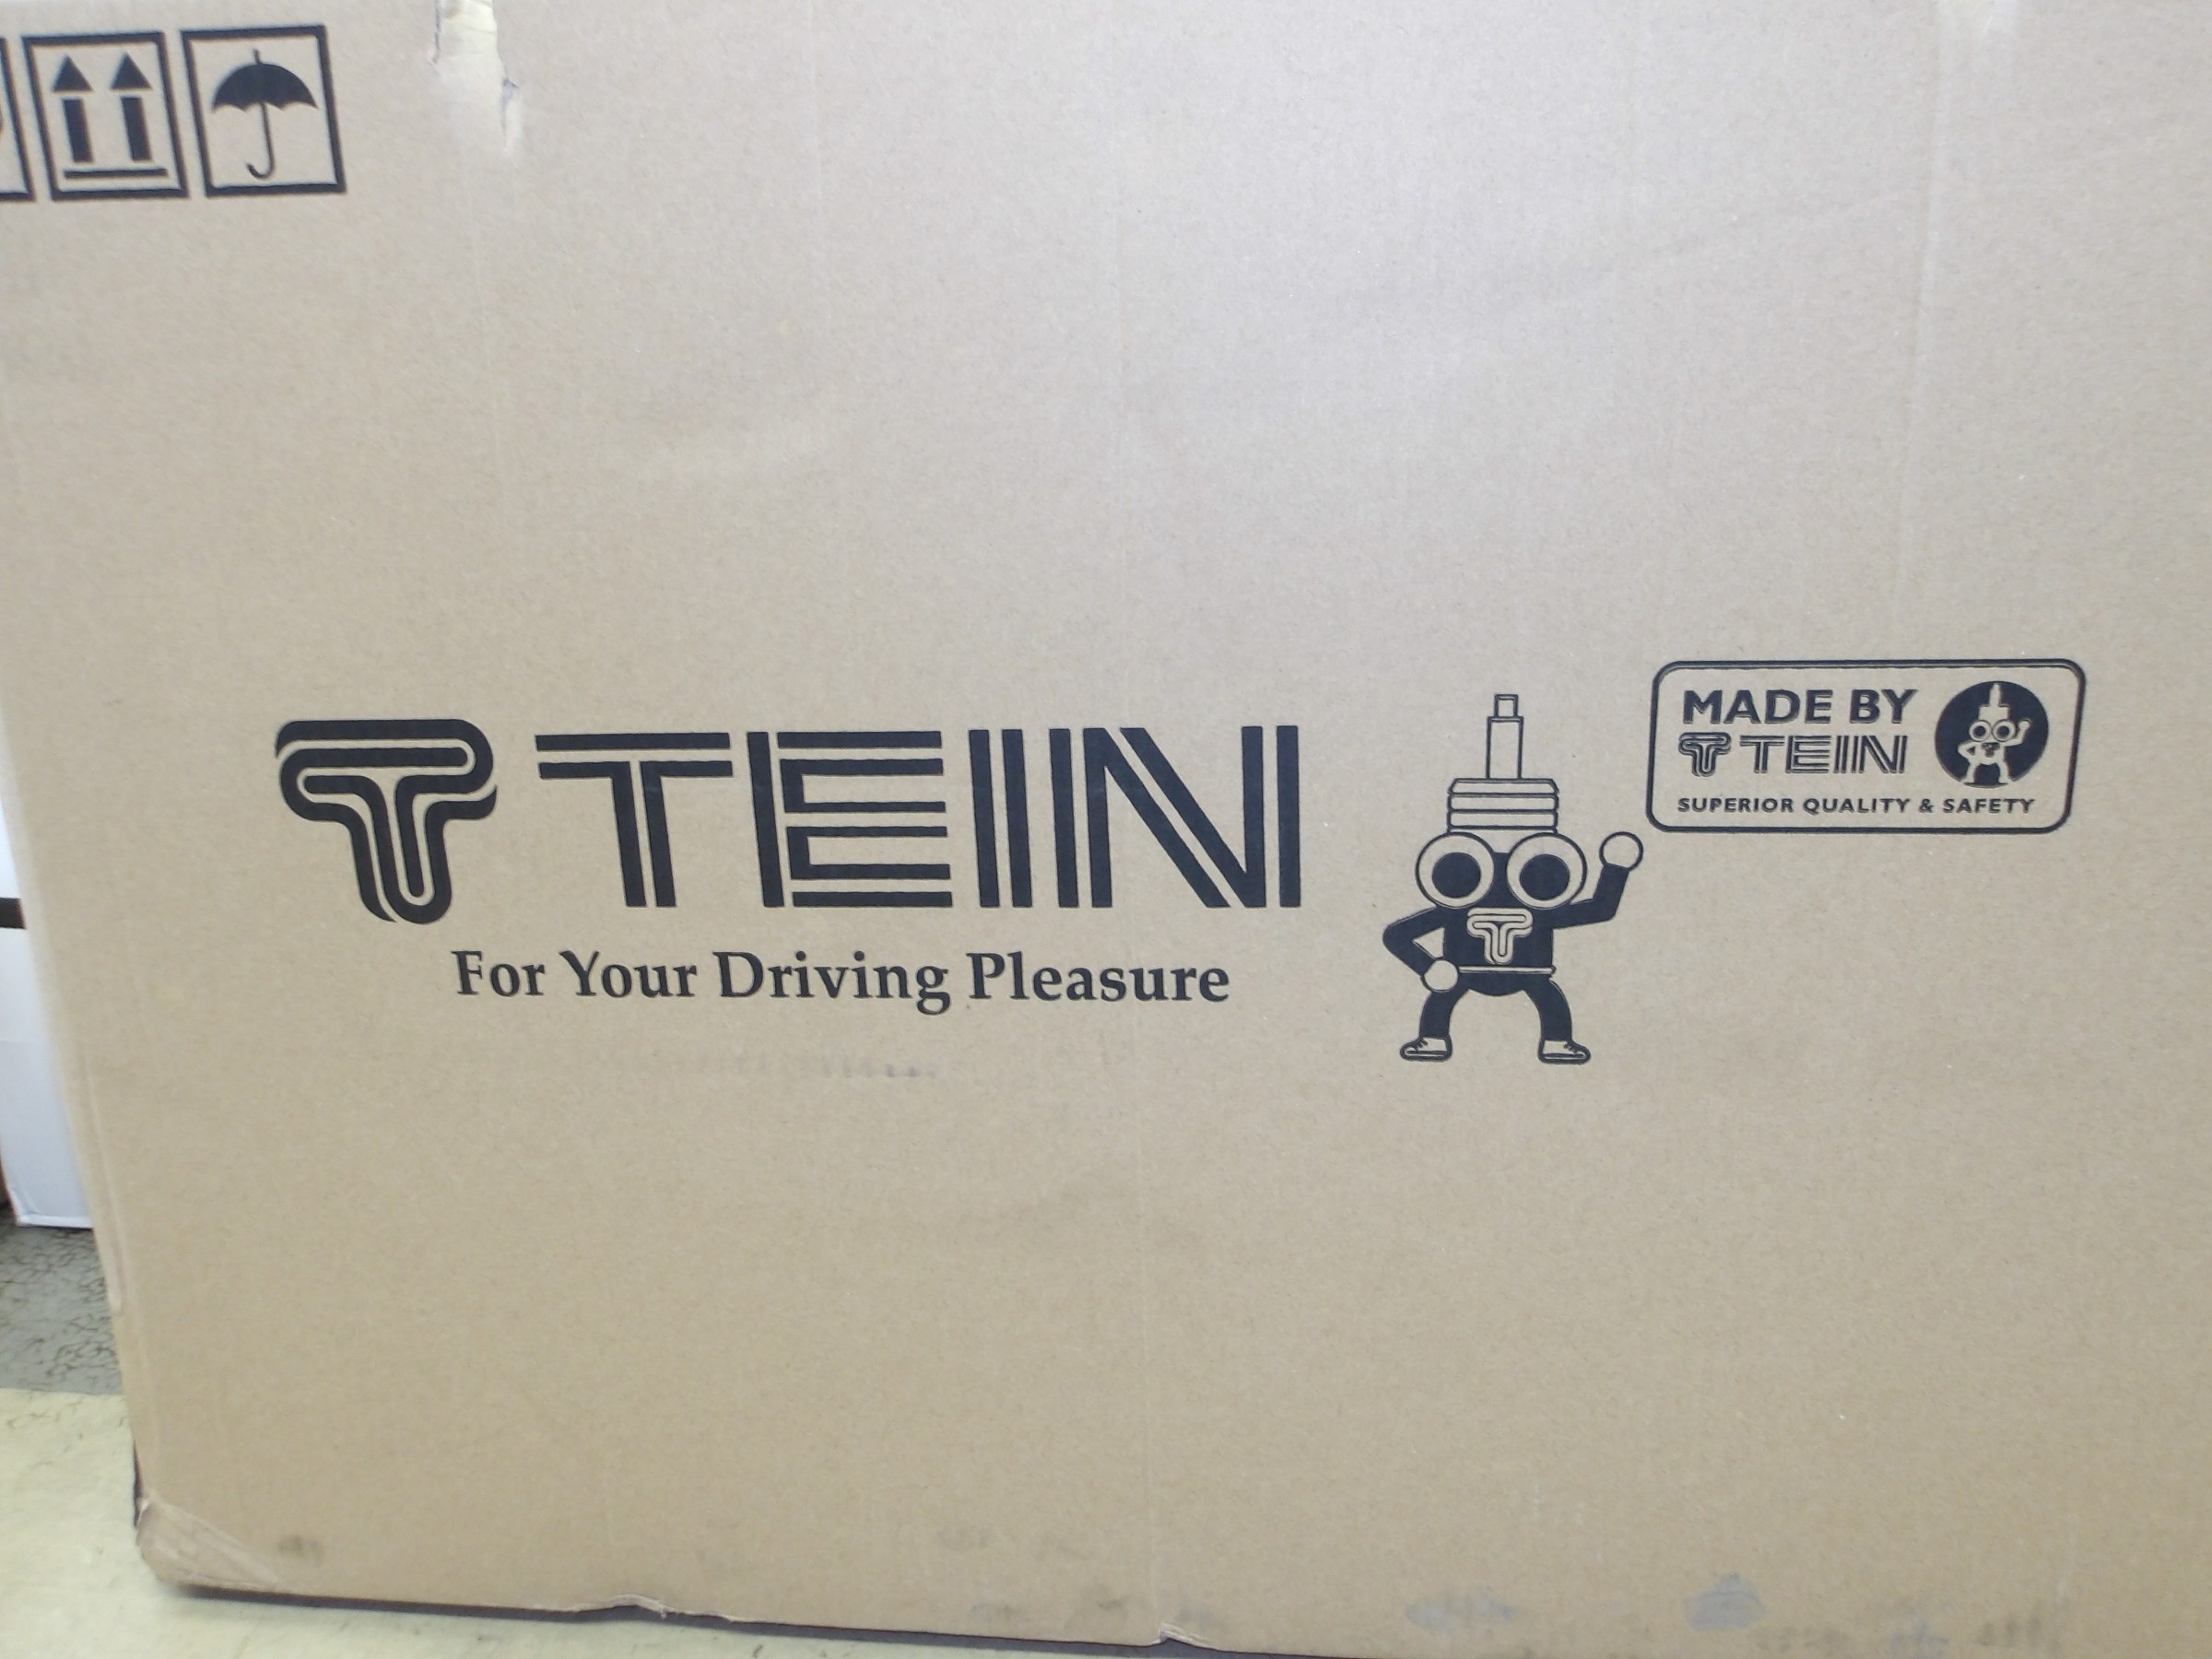 TEIN
For Your Driving Pleasure
MADE BY
TEIN
SUPERIOR QUALITY & SAFETY